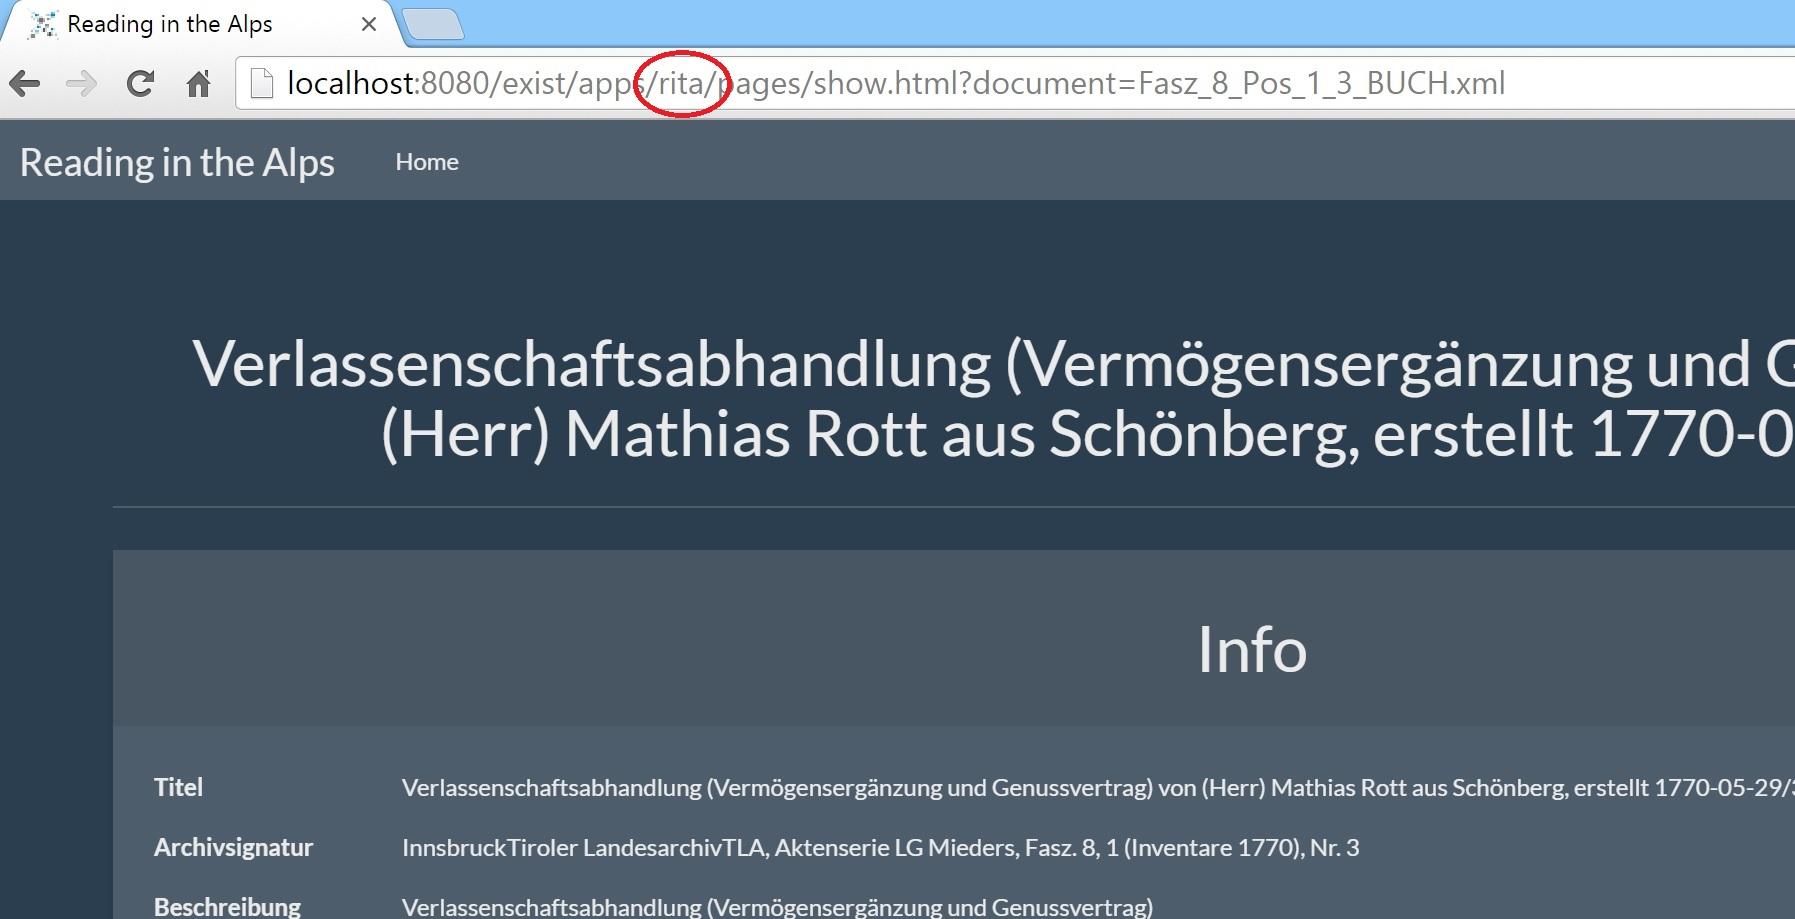 Reading in the Alps
localhost:8080/exist/apps/rita/pages/show.html?document=Fasz_8_Pos_1_3_BUCH.xml
Reading in the Alps Home
Verlassenschaftsabhandlung (Vermögensergänzung und G
(Herr) Mathias Rott aus Schönberg, erstellt 1770-0
Info
Titel Verlassenschaftsabhandlung (Vermögensergänzung und Genussvertrag) von (Herr) Mathias Rott aus Schönberg, erstellt 1770-05-29/3
Archivsignatur InnsbruckTiroler LandesarchivTLA, Aktenserie LG Mieders, Fasz. 8, 1 (Inventare 1770), Nr. 3
Beschreibung Verlassenschaftsabhandlung (Vermögensergänzung und Genussvertrag)